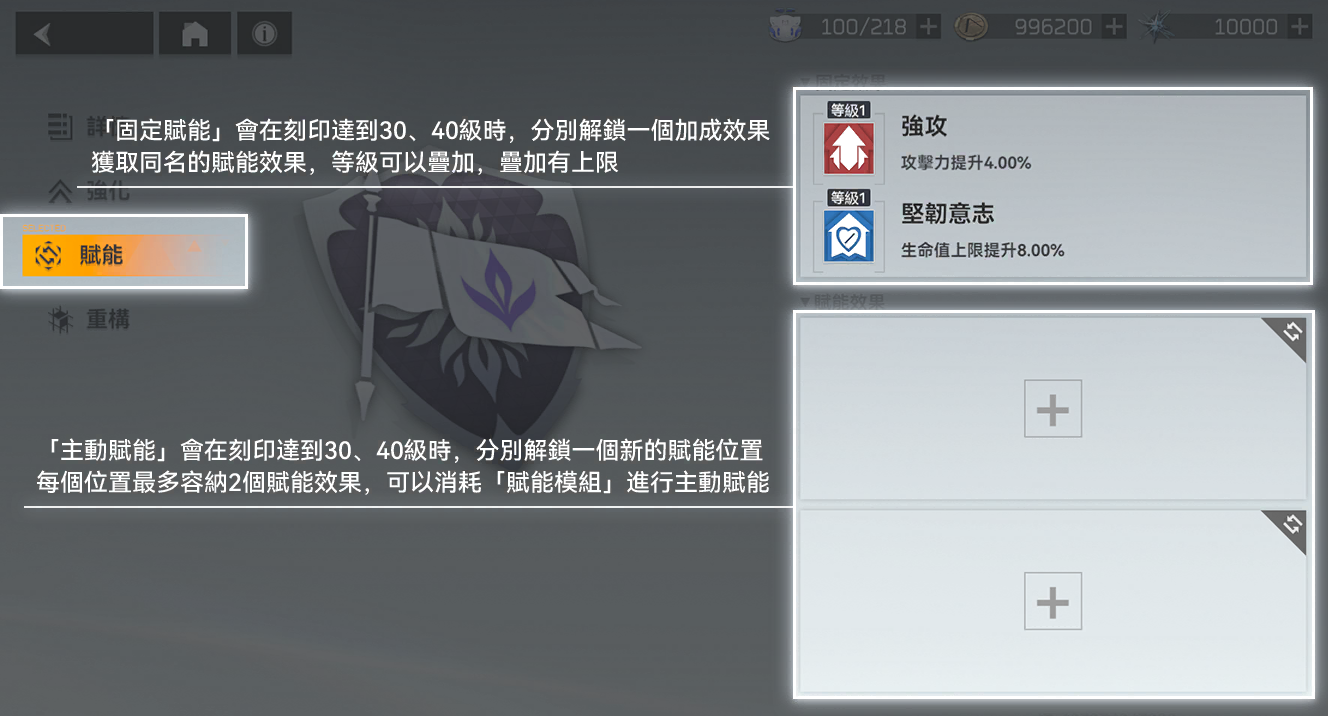 100/218
996200
10000
固定效果
「固定賦能」會在刻印達到30、40級時，分別解鎖一個加成效果
獲取同名的賦能效果，等級可以疊加，疊加有上限
強化
賦能
重構
等級1
強攻
攻擊力提升4.00%
等級1
堅韌意志
生命值上限提升8.00%
賦能效果
「主動賦能」會在刻印達到30、40級時，分別解鎖一個新的賦能位置
每個位置最多容納2個賦能效果，可以消耗「賦能模組」進行主動賦能